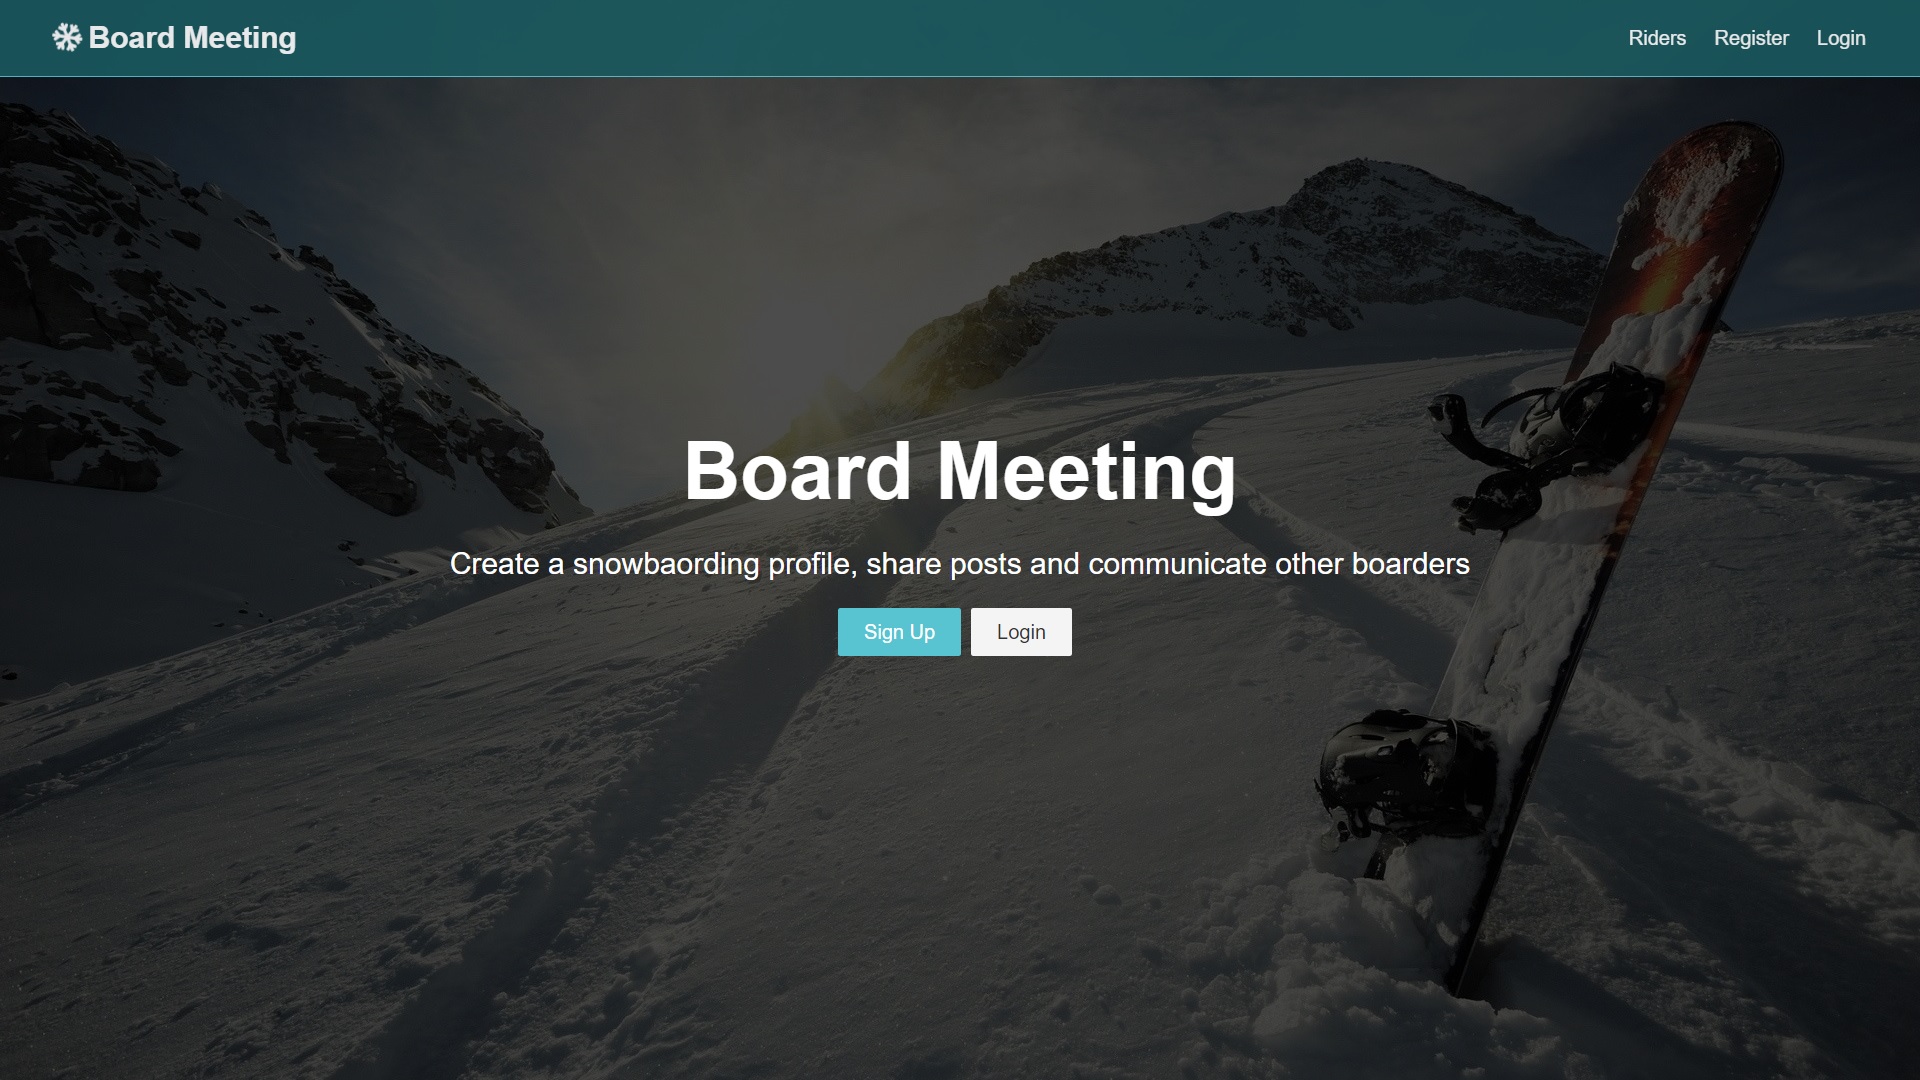 Board Meeting
Riders
Register
Login
Board Meeting
Create a snowbaording profile, share posts and communicate other boarders
Sign Up
Login